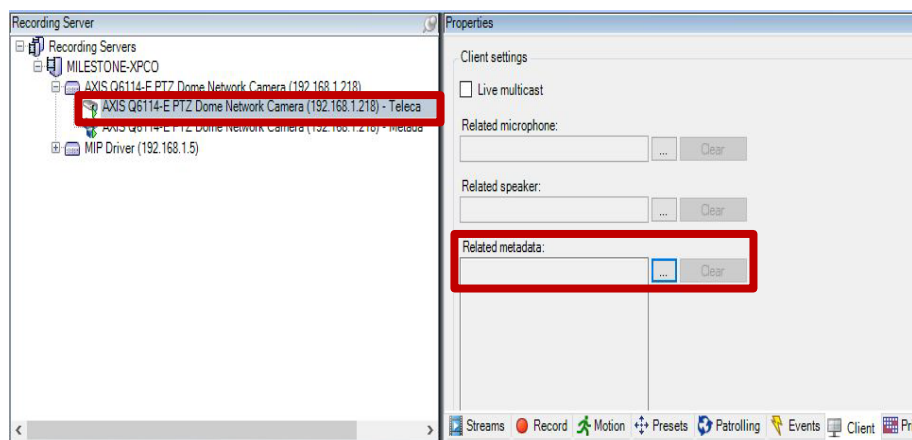 Recording Server
Recording Servers
MILESTONE-XPCO
AXIS Q6114-E PTZ Dome Network Camera (192.168.1.218)
AXIS Q6114-E PTZ Dome Network Camera (192.168.1.218) - Teleca
AXIS Q6114-E PTZ Dome Network Camera (192.168.1.218) - Metada
MIP Driver (192.168.1.5)
Properties
Client settings
Live multicast
Related microphone:
... Clear
Related speaker:
... Clear
Related metadata:
... Clear
Streams Record Motion Presets Patrolling Events Client Pr